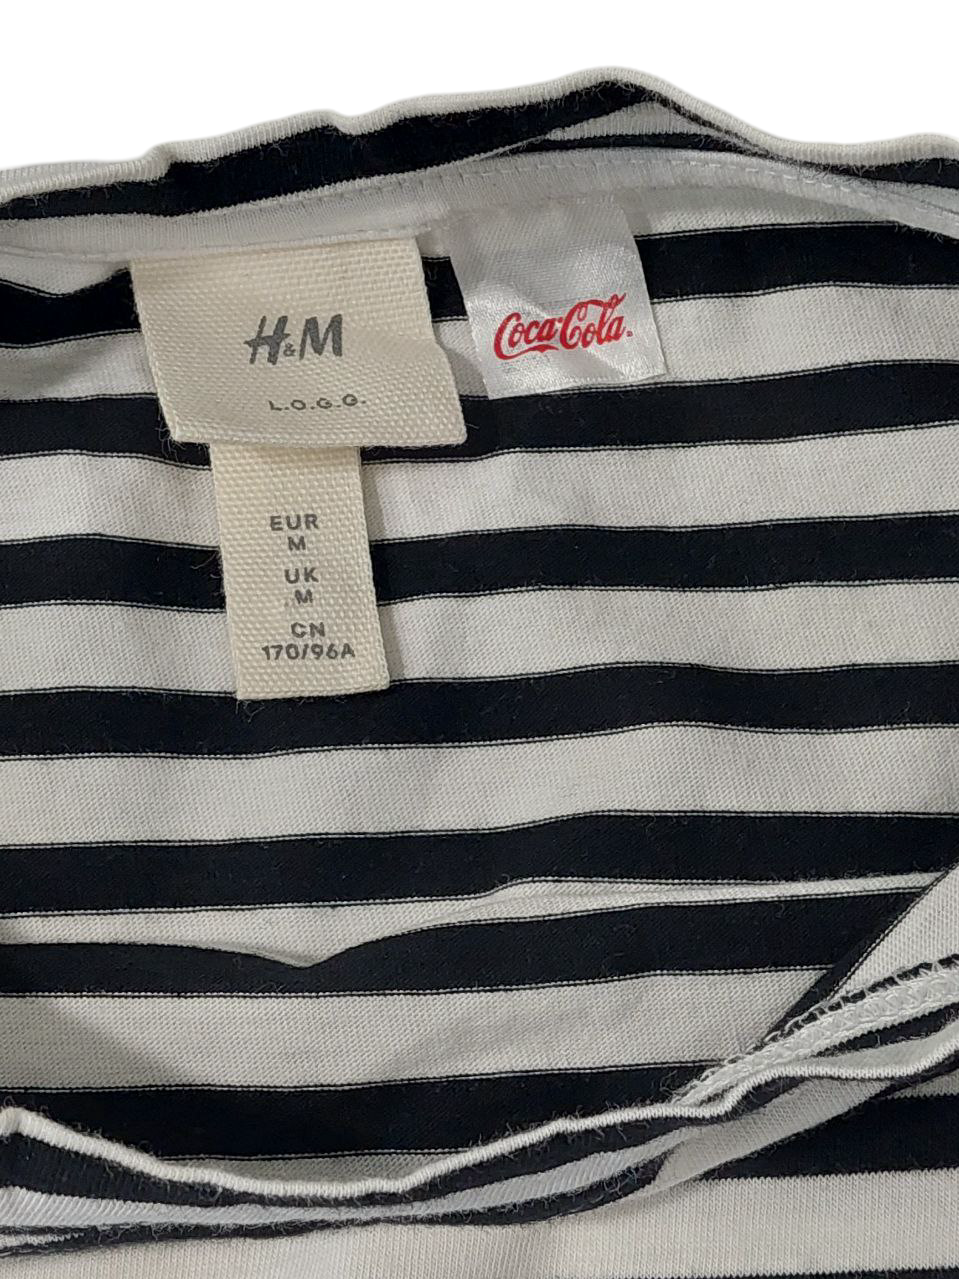 H&M
L.O.G.G.
Coca-Cola
EUR
M
UK
M
CN
170/96A